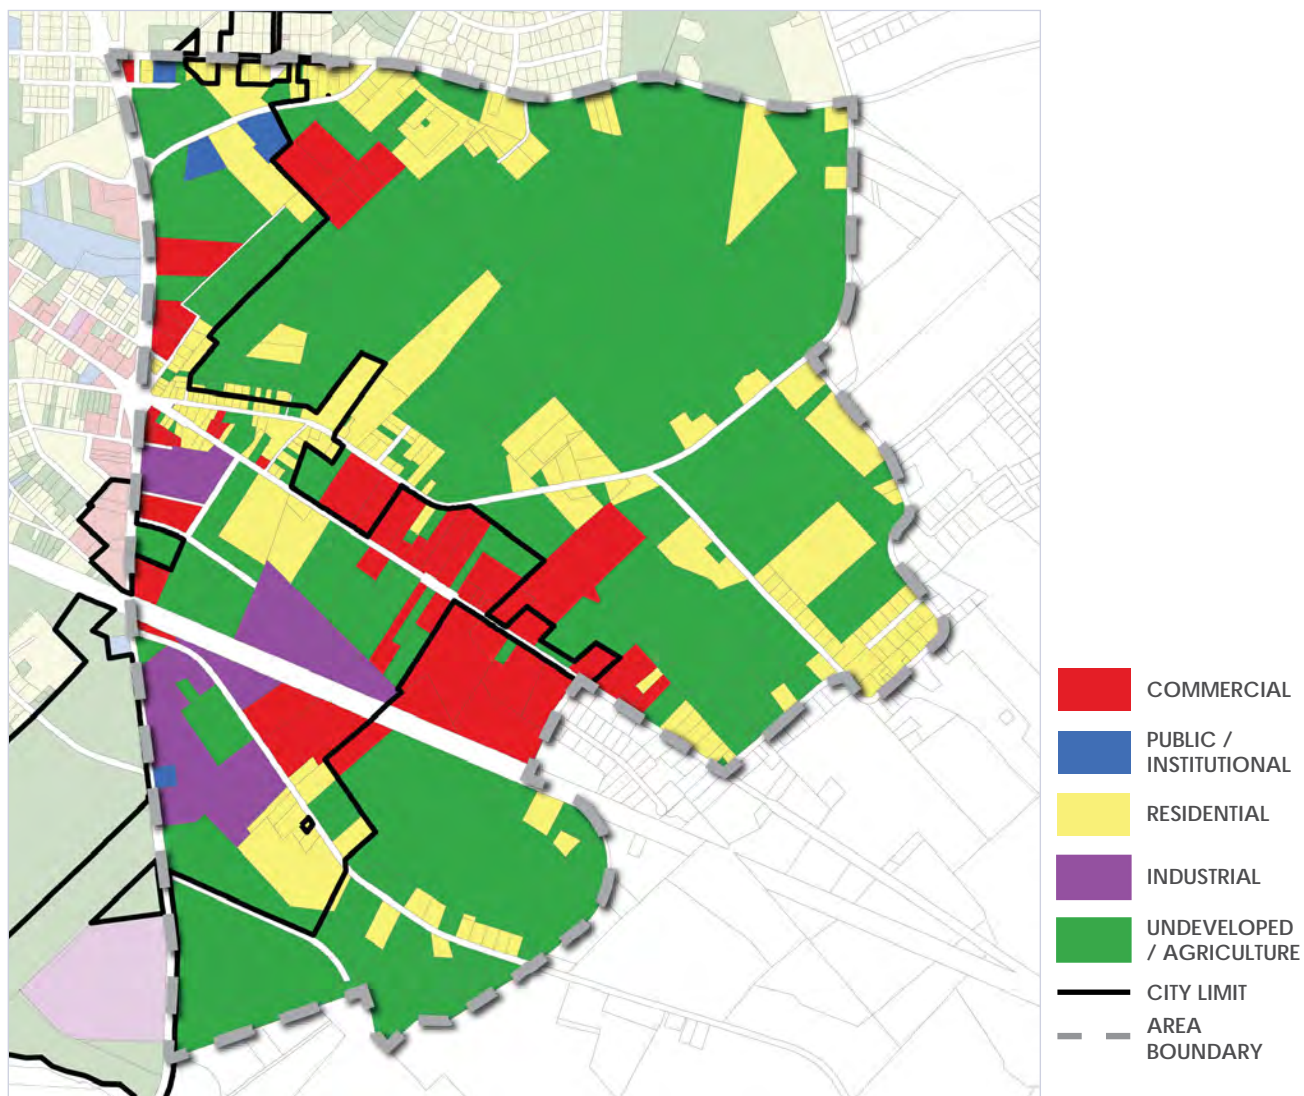 COMMERCIAL
PUBLIC /
INSTITUTIONAL
RESIDENTIAL
INDUSTRIAL
UNDEVELOPED
/ AGRICULTURE
CITY LIMIT
AREA
BOUNDARY